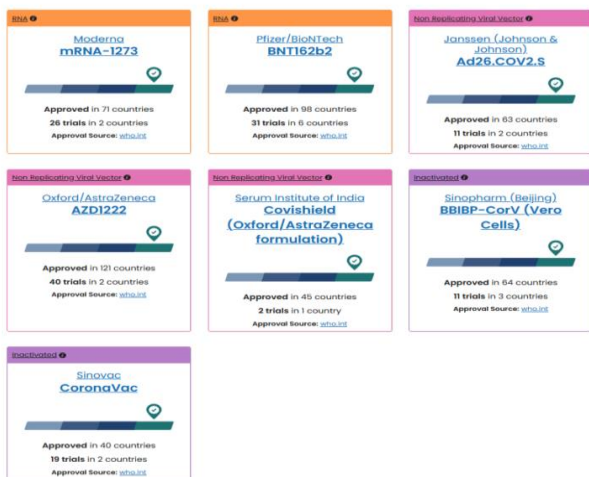 RNA
Moderna
mRNA-1273
Approved in 71 countries
26 trials in 2 countries
Approval Source: who.int
RNA
Pfizer/BioNTech
BNT162b2
Approved in 98 countries
31 trials in 6 countries
Approval Source: who.int
Non Replicating Viral Vector
Janssen (Johnson &
Johnson)
Ad26.COV2.S
Approved in 63 countries
11 trials in 2 countries
Approval Source: who.int
Non Replicating Viral Vector
Oxford/AstraZeneca
AZD1222
Approved in 121 countries
40 trials in 2 countries
Approval Source: who.int
Non Replicating Viral Vector
Serum Institute of India
Covishield
(Oxford/AstraZeneca
formulation)
Approved in 45 countries
2 trials in 1 country
Approval Source: who.int
Inactivated
Sinopharm (Beijing)
BBIBP-CorV (Vero
Cells)
Approved in 64 countries
11 trials in 3 countries
Approval Source: who.int
Inactivated
Sinovac
CoronaVac
Approved in 40 countries
19 trials in 2 countries
Approval Source: who.int